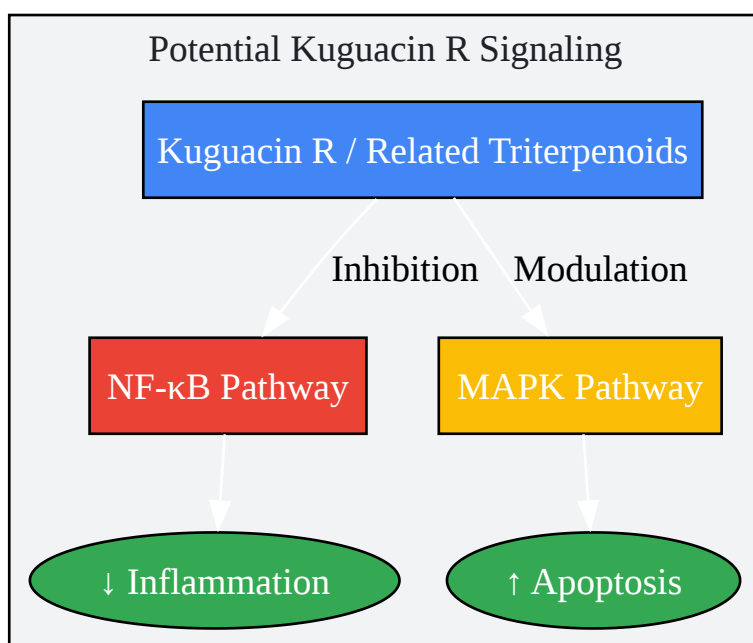 Potential Kuguacin R Signaling
Kuguacin R / Related Triterpenoids
Inhibition Modulation
NF-κB Pathway
MAPK Pathway
↓ Inflammation
↑ Apoptosis